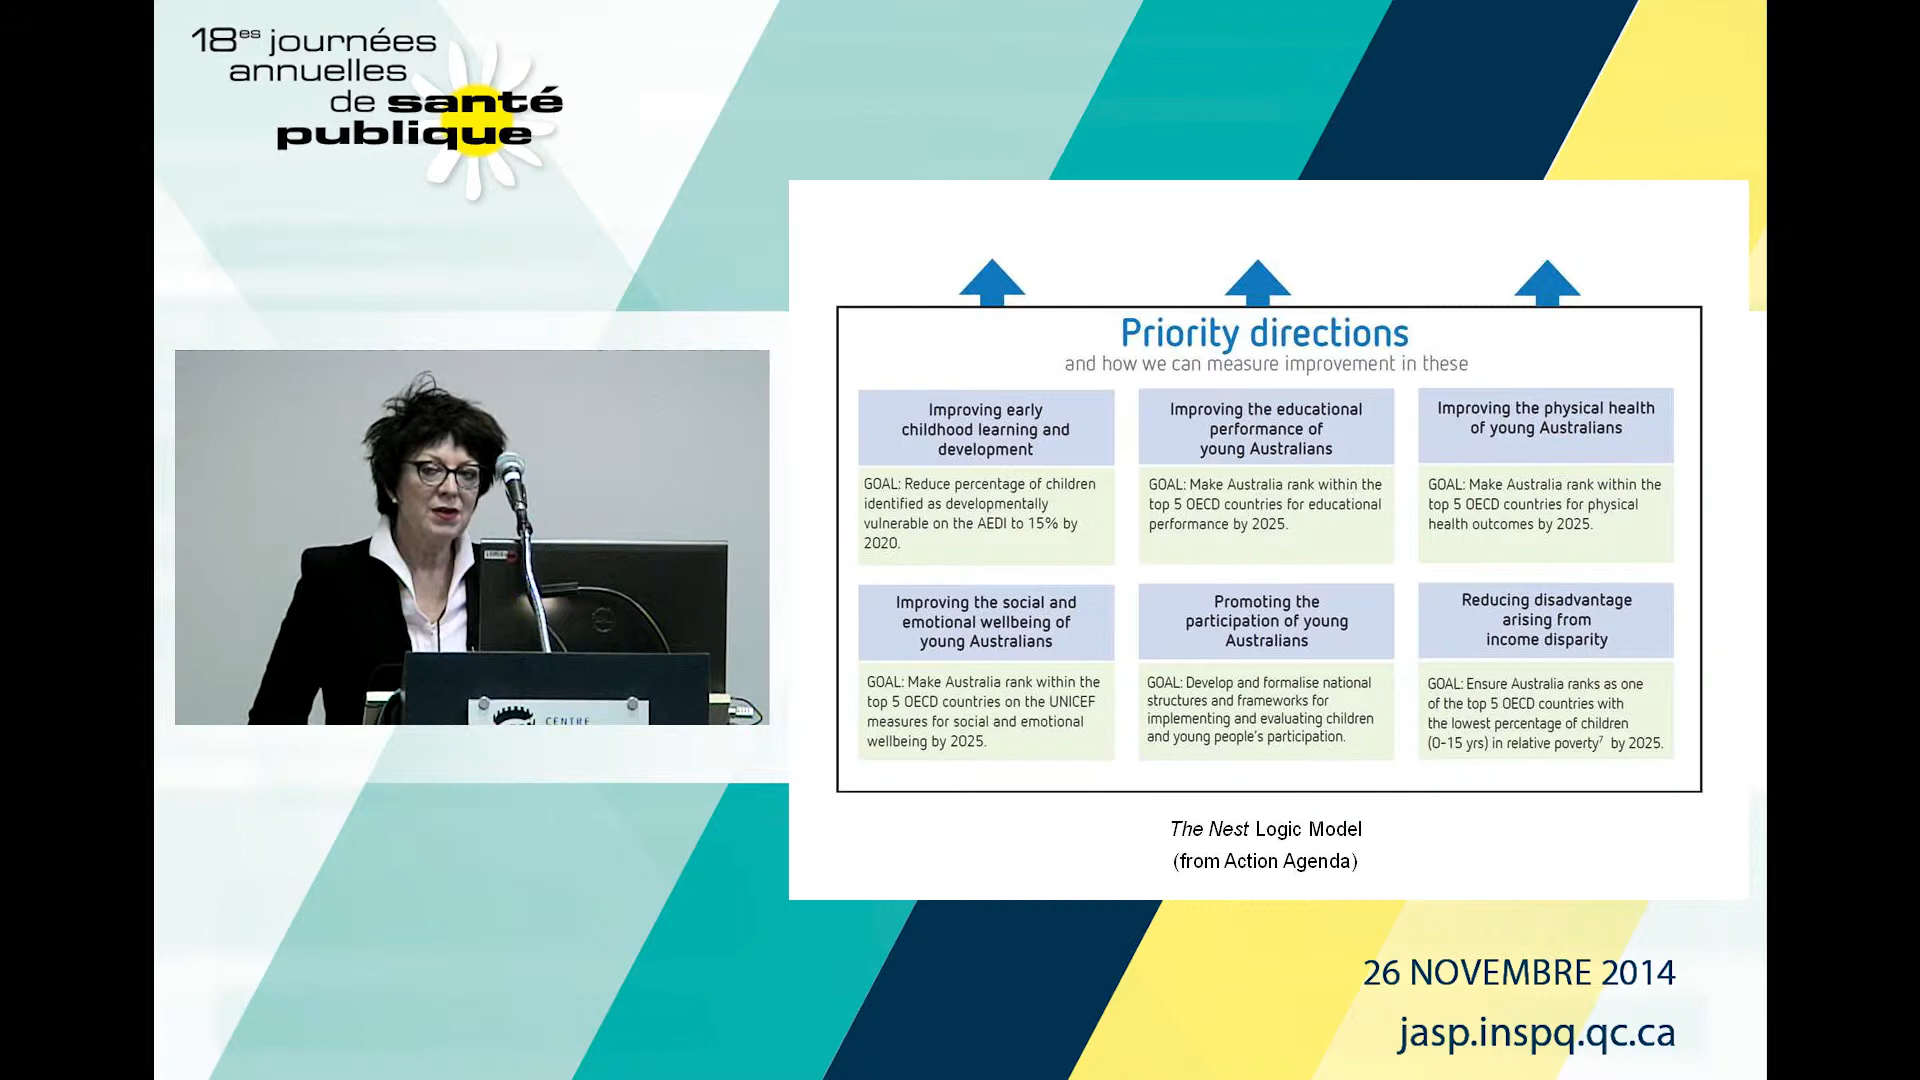 18es journées
annuelles
de santé
publique
Priority directions
and how we can measure improvement in these
Improving early
childhood learning and
development
GOAL: Reduce percentage of children
identified as developmentally
vulnerable on the AEDI to 15% by
2020.
Improving the educational
performance of
young Australians
GOAL: Make Australia rank within the
top 5 OECD countries for educational
performance by 2025.
Improving the physical health
of young Australians
GOAL: Make Australia rank within the
top 5 OECD countries for physical
health outcomes by 2025.
Improving the social and
emotional wellbeing of
young Australians
GOAL: Make Australia rank within the
top 5 OECD countries on the UNICEF
measures for social and emotional
wellbeing by 2025.
Promoting the
participation of young
Australians
GOAL: Develop and formalise national
structures and frameworks for
implementing and evaluating children
and young people's participation.
Reducing disadvantage
arising from
income disparity
GOAL: Ensure Australia ranks as one
of the top 5 OECD countries with
the lowest percentage of children
(0-15 yrs) in relative poverty7 by 2025.
The Nest Logic Model
(from Action Agenda)
CENTRE
26 NOVEMBRE 2014
jasp.inspq.qc.ca